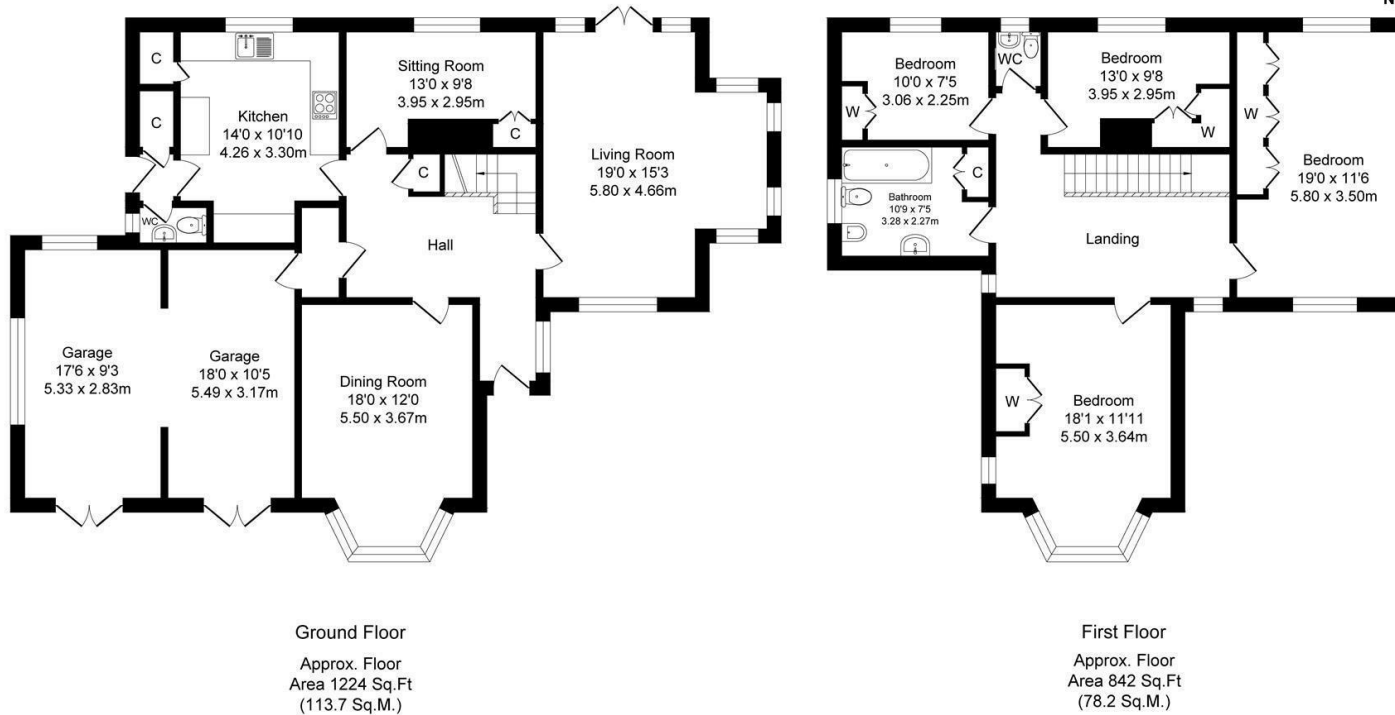 N
C
C
Kitchen
14'0 x 10'10
4.26 x 3.30m
Sitting Room
13'0 x 9'8
3.95 x 2.95m
C
C
Living Room
19'0 x 15'3
5.80 x 4.66m
WC
Hall
Garage
17'6 x 9'3
5.33 x 2.83m
Garage
18'0 x 10'5
5.49 x 3.17m
Dining Room
18'0 x 12'0
5.50 x 3.67m
Ground Floor
Approx. Floor
Area 1224 Sq.Ft
(113.7 Sq.M.)
Bedroom
10'0 x 7'5
3.06 x 2.25m
W
WC
Bedroom
13'0 x 9'8
3.95 x 2.95m
W
W
Bedroom
19'0 x 11'6
5.80 x 3.50m
Bathroom
10'9 x 7'5
3.28 x 2.27m
C
Landing
W
Bedroom
18'1 x 11'11
5.50 x 3.64m
First Floor
Approx. Floor
Area 842 Sq.Ft
(78.2 Sq.M.)